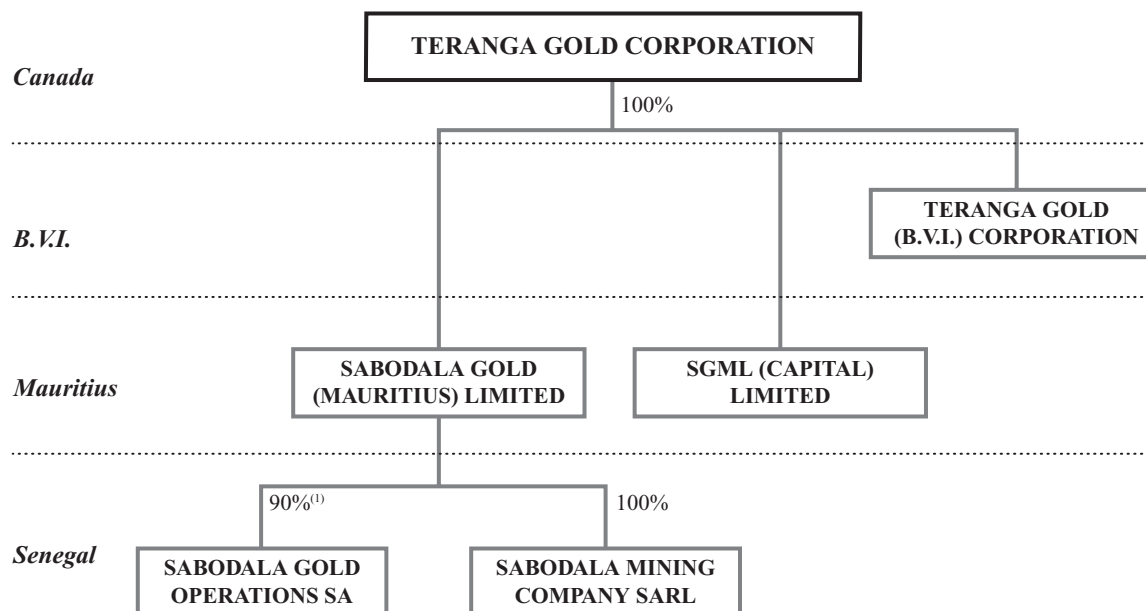 TERANGA GOLD CORPORATION
Canada
100%
TERANGA GOLD
(B.V.I.) CORPORATION
B.V.I.
SABODALA GOLD
(MAURITIUS) LIMITED
SGML (CAPITAL)
LIMITED
Mauritius
90%(1)
100%
Senegal
SABODALA GOLD
OPERATIONS SA
SABODALA MINING
COMPANY SARL